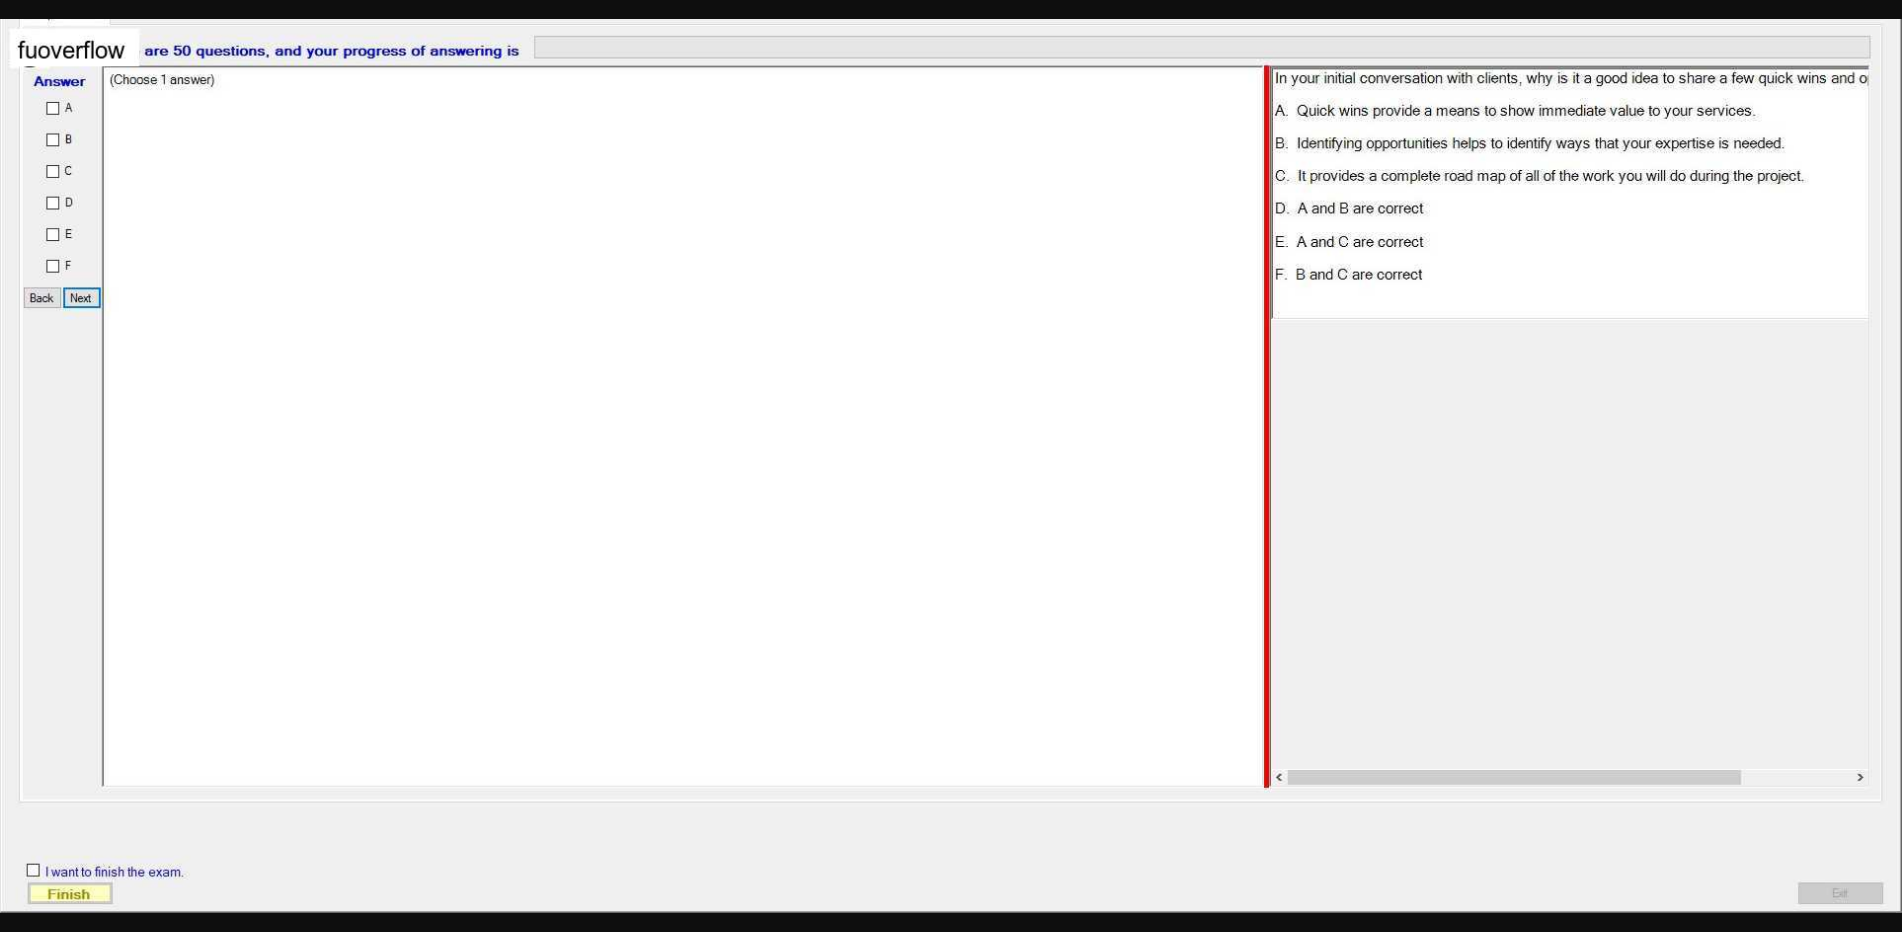 fuoverflow are 50 questions, and your progress of answering is
Answer
A
B
C
D
E
F
Back Next
(Choose 1 answer)
In your initial conversation with clients, why is it a good idea to share a few quick wins and o
A. Quick wins provide a means to show immediate value to your services.
B. Identifying opportunities helps to identify ways that your expertise is needed.
C. It provides a complete road map of all of the work you will do during the project.
D. A and B are correct
E. A and C are correct
F. B and C are correct
I want to finish the exam.
Finish
Exit